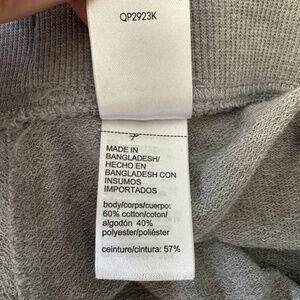 QP2923K
MADE IN
BANGLADESH/
HECHO EN
BANGLADESH CON
INSUMOS
IMPORTADOS
body/corps/cuerpo:
60% cotton/coton/
algodón 40%
polyester/poliéster
ceinture/cintura: 57%